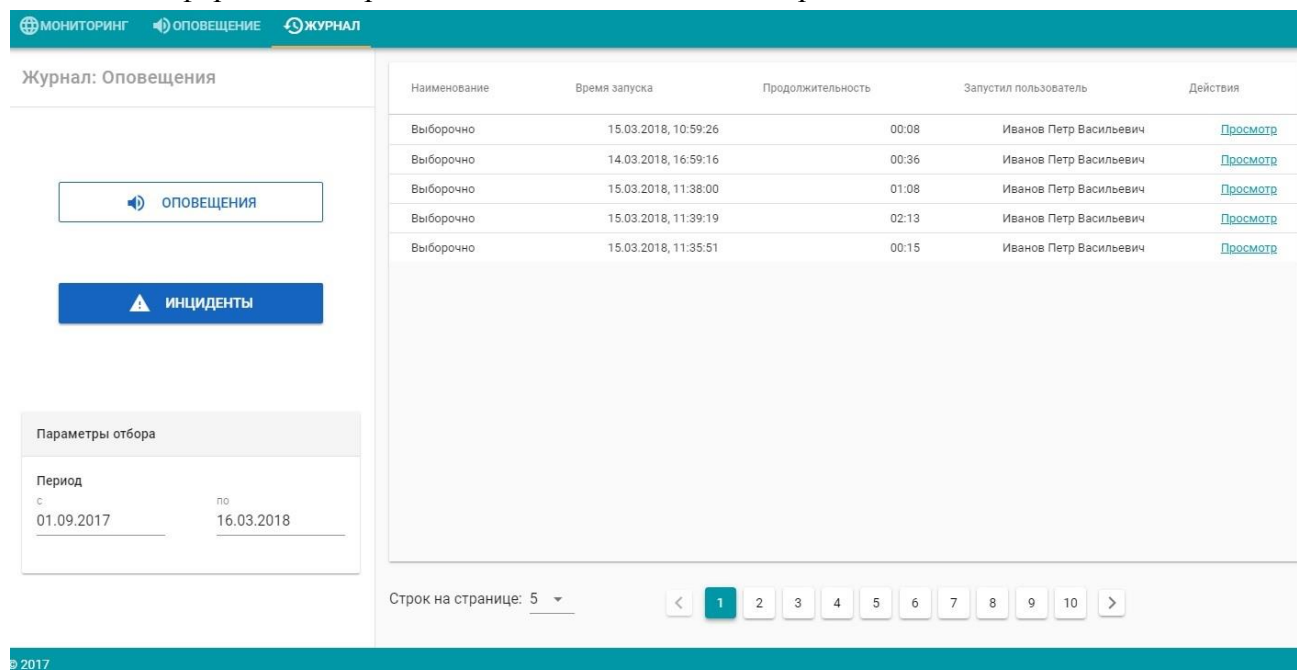 МОНИТОРИНГ ОПОВЕЩЕНИЕ ЖУРНАЛ
Журнал: Оповещения
ОПОВЕЩЕНИЯ
ИНЦИДЕНТЫ
Параметры отбора
Период
с по
01.09.2017 16.03.2018
Наименование Время запуска Продолжительность Запустил пользователь Действия
Выборочно 15.03.2018, 10:59:26 00:08 Иванов Петр Васильевич Просмотр
Выборочно 14.03.2018, 16:59:16 00:36 Иванов Петр Васильевич Просмотр
Выборочно 15.03.2018, 11:38:00 01:08 Иванов Петр Васильевич Просмотр
Выборочно 15.03.2018, 11:39:19 02:13 Иванов Петр Васильевич Просмотр
Выборочно 15.03.2018, 11:35:51 00:15 Иванов Петр Васильевич Просмотр
Строк на странице: 5 < 1 2 3 4 5 6 7 8 9 10 >
© 2017